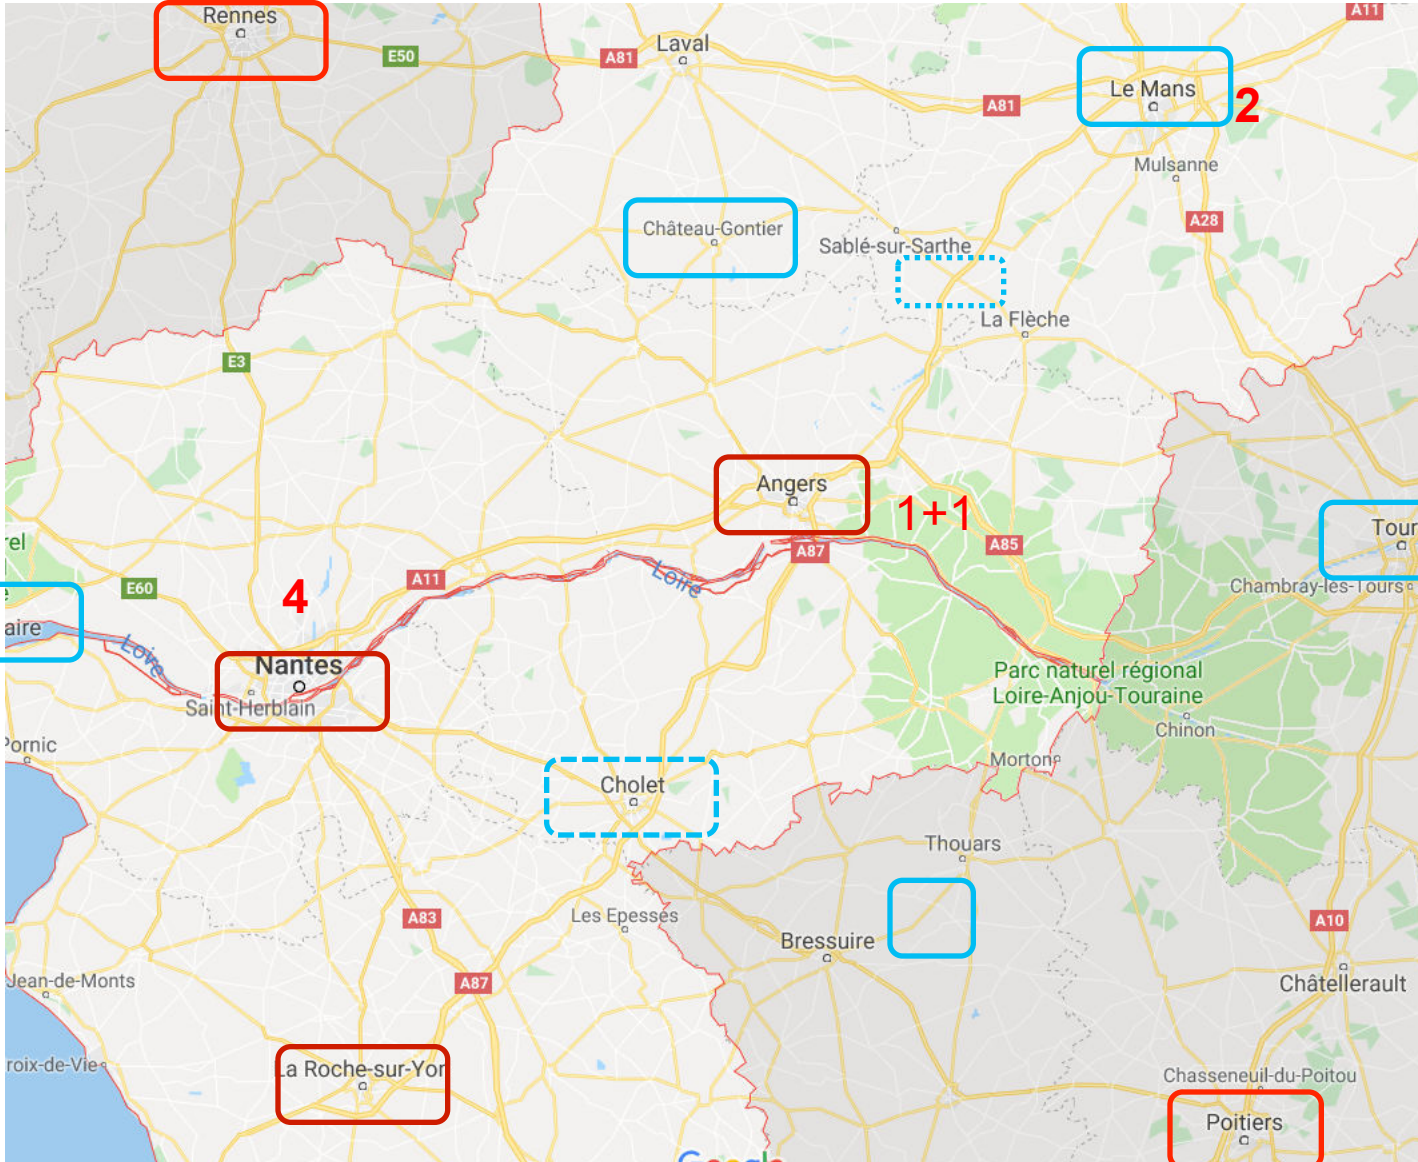 Rennes
E50
A81
Laval
A11
A81
Le Mans
2
Mulsanne
A28
Château-Gontier
Sablé-sur-Sarthe
La Flèche
E3
Angers
1+1
A87
A85
Tour
Chambray-lès-Tours
rel
E60
A11
Loire
4
aire
Loire
Nantes
Saint-Herblain
Parc naturel régional
Loire-Anjou-Touraine
Chinon
Pornic
Morton
Cholet
Thouars
A83
Les Epesses
Bressuire
A10
Jean-de-Monts
A87
Châtellerault
roix-de-Vie
La Roche-sur-Yon
Chasseneuil-du-Poitou
Poitiers
Google